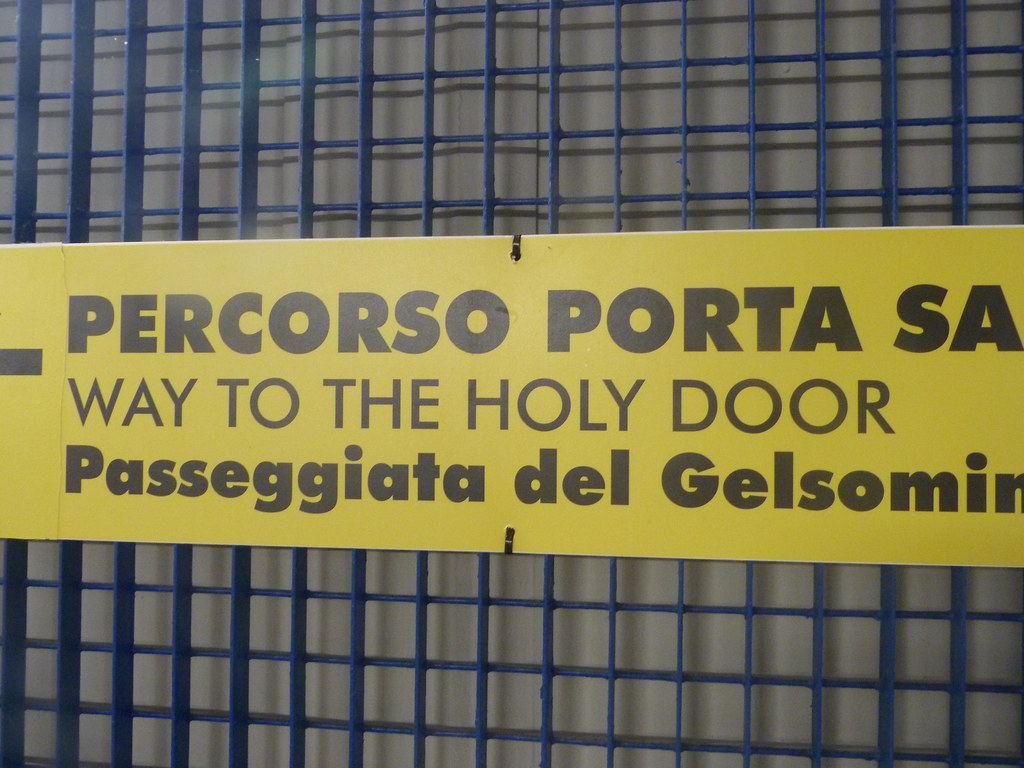 PERCORSO PORTA SA
WAY TO THE HOLY DOOR
Passeggiata del Gelsomin